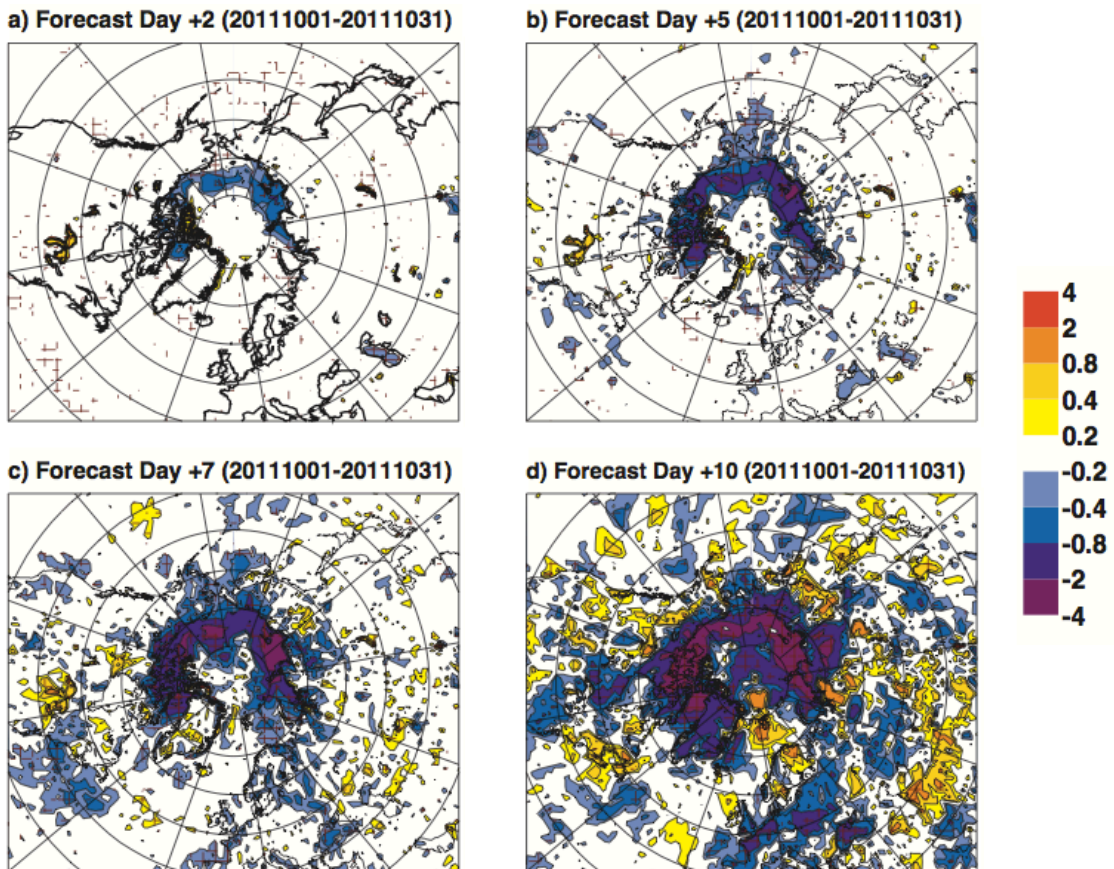 a) Forecast Day +2 (20111001-20111031)
b) Forecast Day +5 (20111001-20111031)
4
2
0.8
0.4
0.2
-0.2
-0.4
-0.8
-2
-4
c) Forecast Day +7 (20111001-20111031)
d) Forecast Day +10 (20111001-20111031)